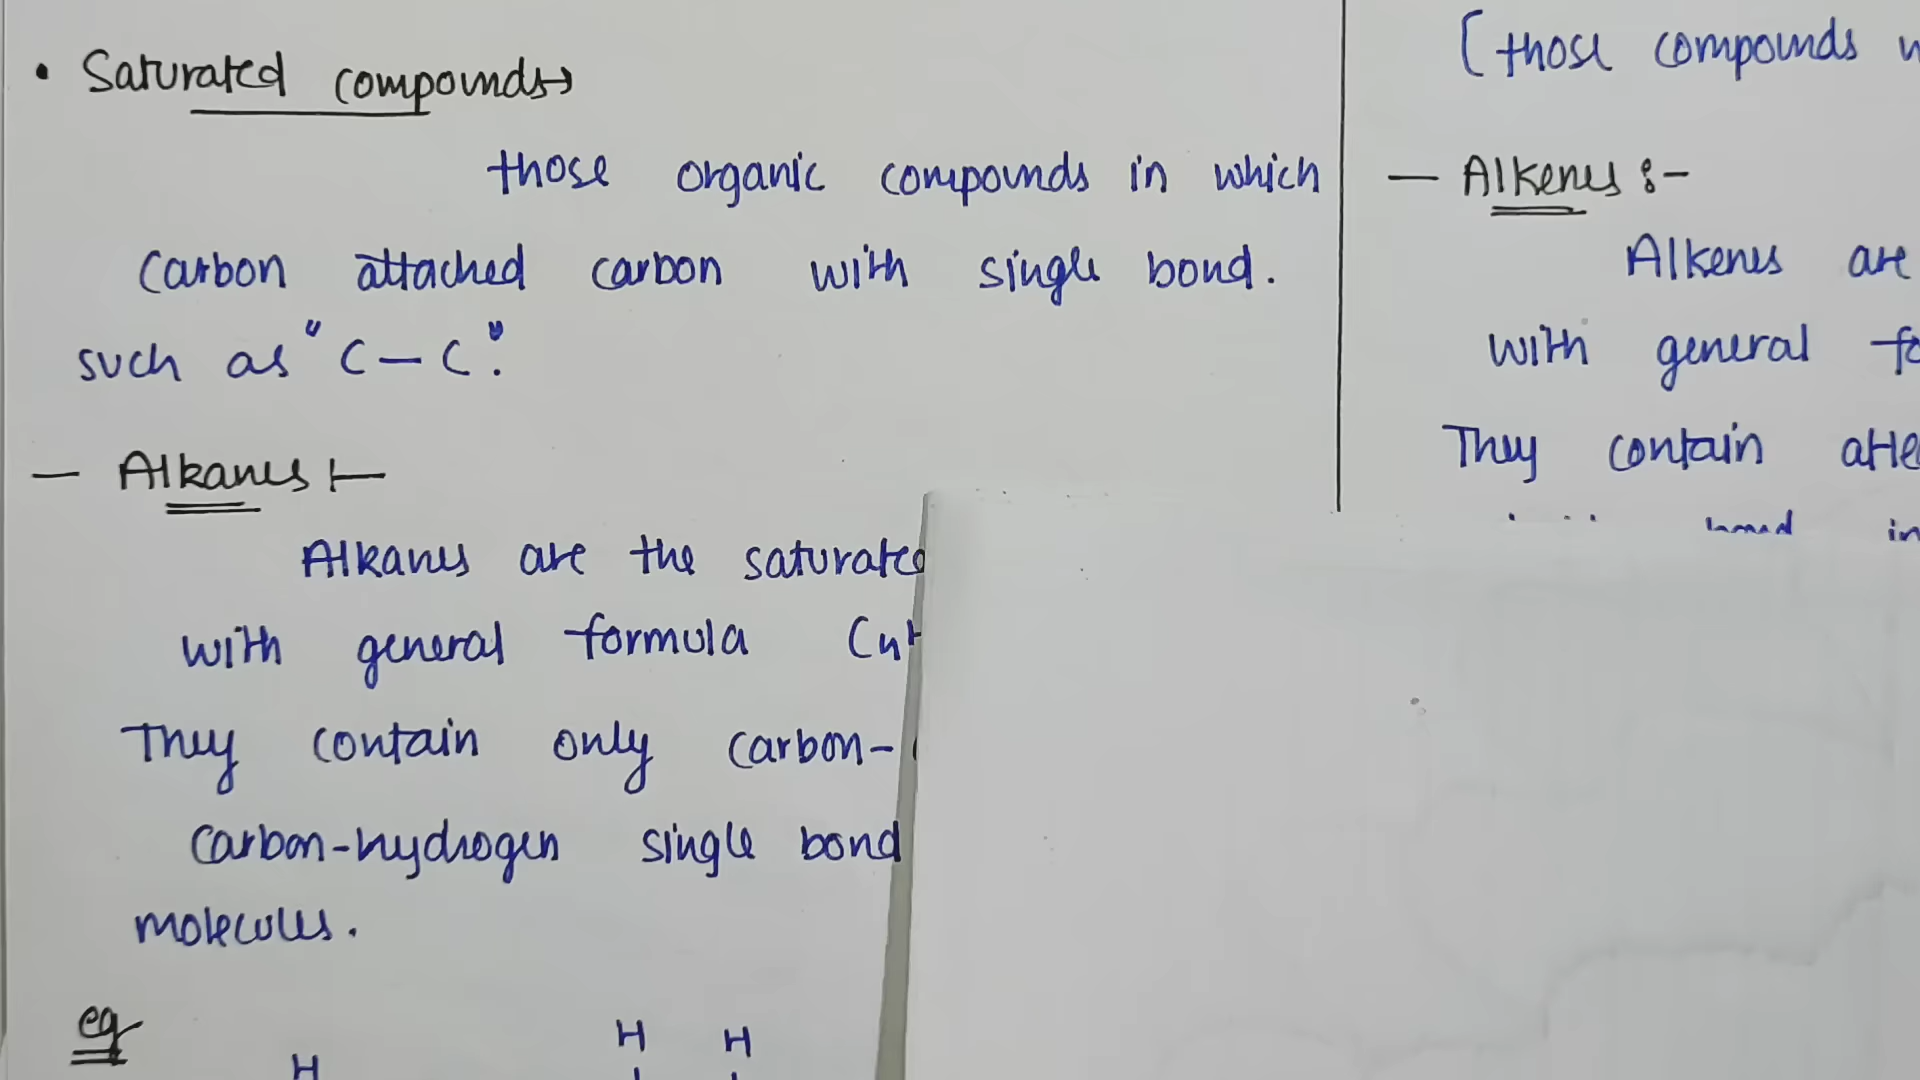 • Saturated compounds→
those organic compounds in which
carbon attached carbon with single bond.
such as "C–C".
— Alkanes :-
Alkanes are the saturated
with general formula CnH
They contain only carbon-
carbon-hydrogen single bond
molecules.
eg
H H
H
(those compounds
— Alkenes :-
Alkenes are
with general
They contain
in